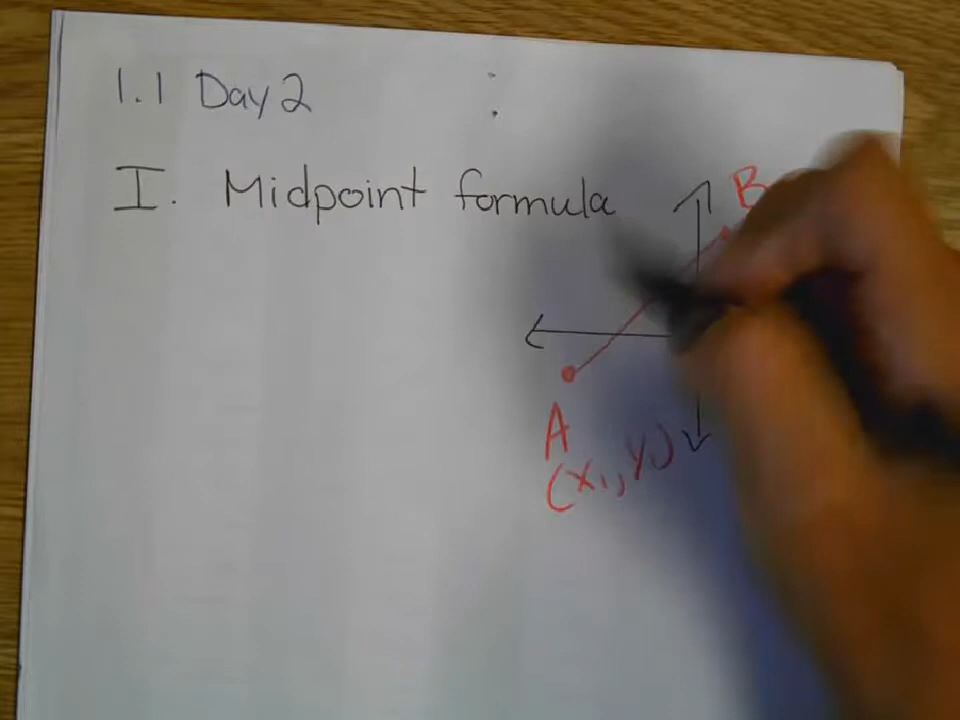 1.1 Day 2
I. Midpoint formula
B
A
(x₁, y₁)